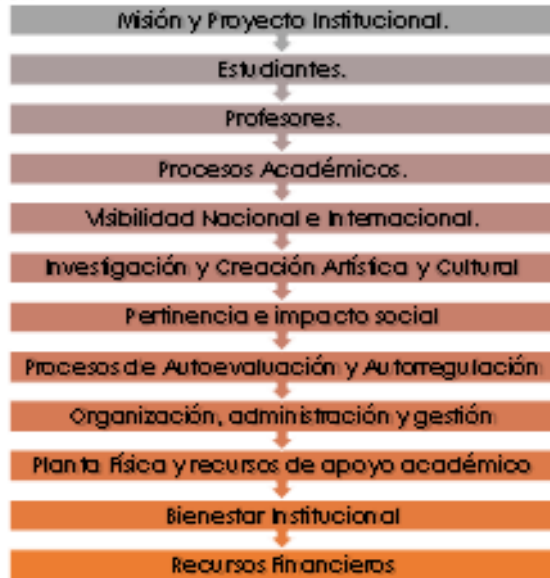 Misión y Proyecto Institucional.
Estudiantes.
Profesores.
Procesos Académicos.
Visibilidad Nacional e Internacional.
Investigación y Creación Artística y Cultural
Pertinencia e impacto social
Procesos de Autoevaluación y Autorregulación
Organización, administración y gestión
Planta Física y recursos de apoyo académico
Bienestar Institucional
Recursos Financieros